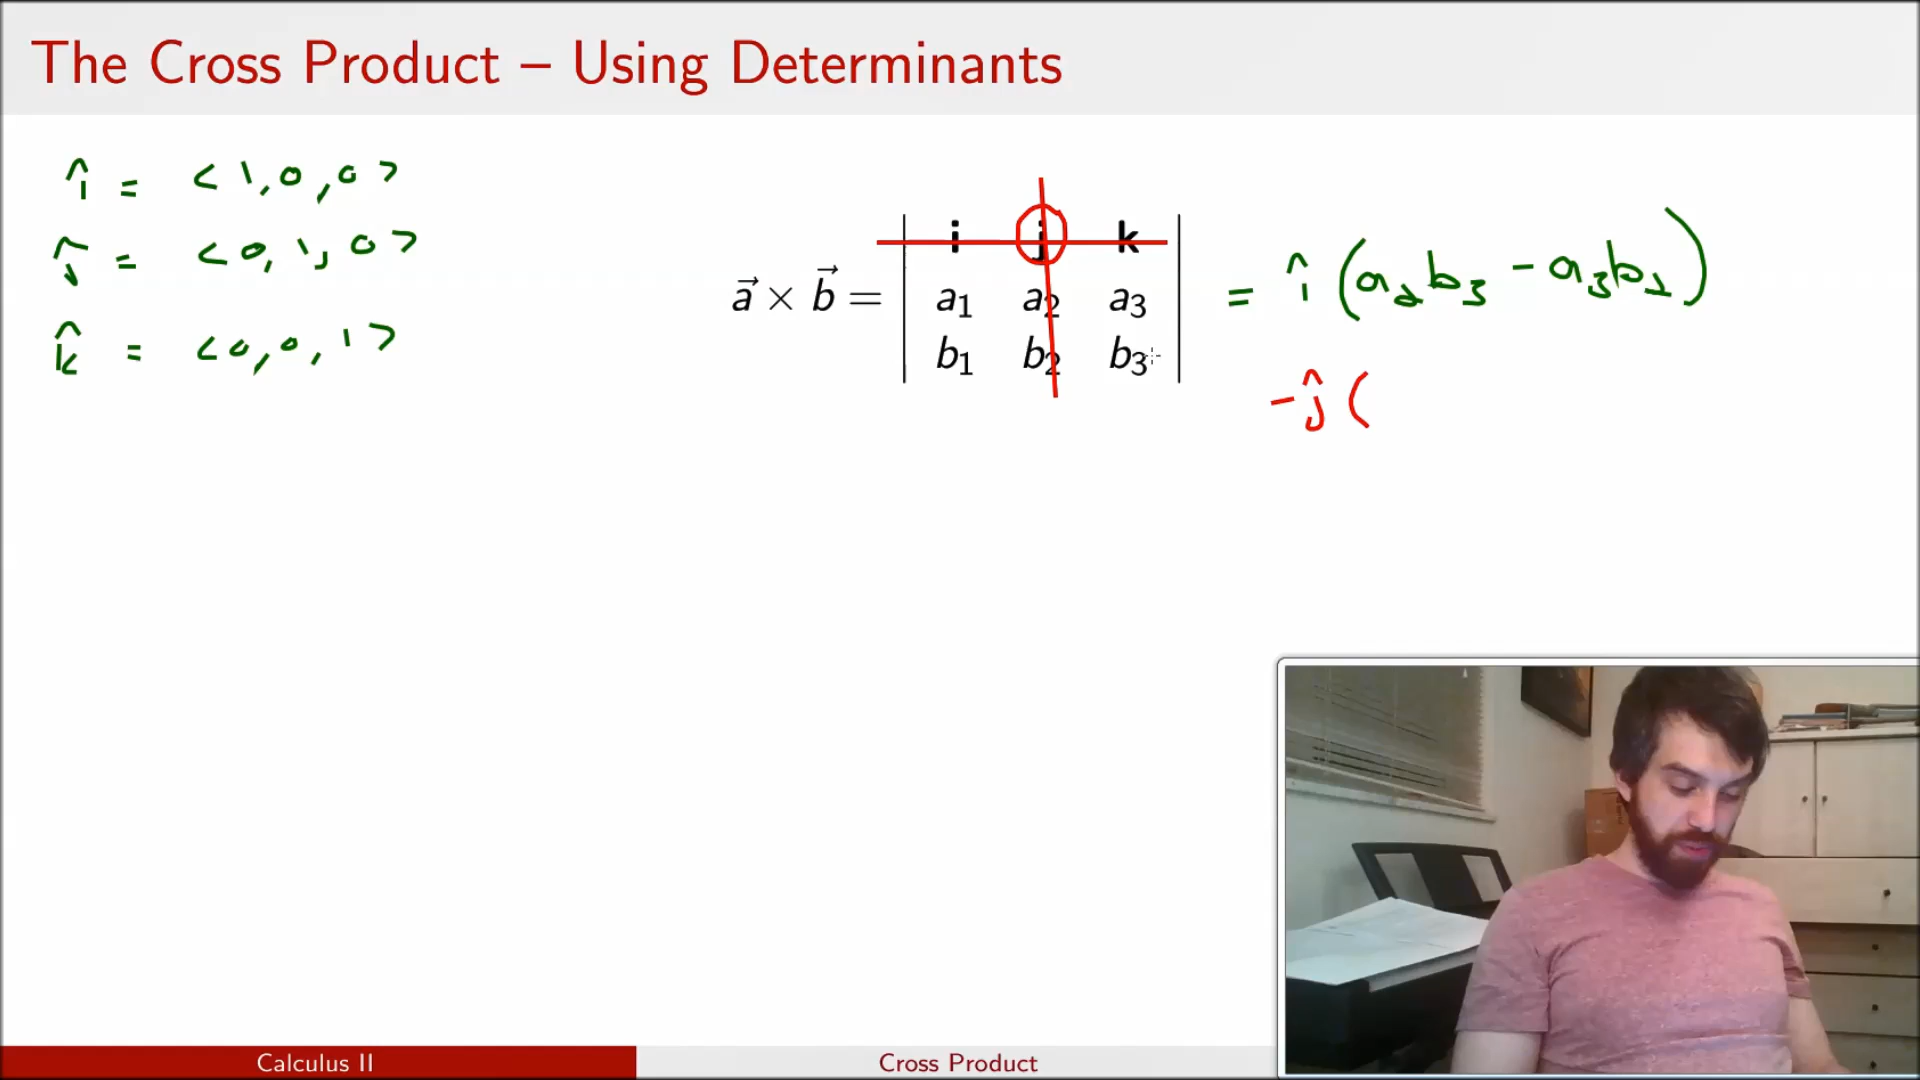 The Cross Product – Using Determinants
î = <1,0,0>
ĵ = <0,1,0>
k̂ = <0,0,1>
a⃗ × b⃗ = | i j k |
| a₁ a₂ a₃ |
| b₁ b₂ b₃ |
= î (a₂b₃ − a₃b₂)
−ĵ (
Calculus II
Cross Product